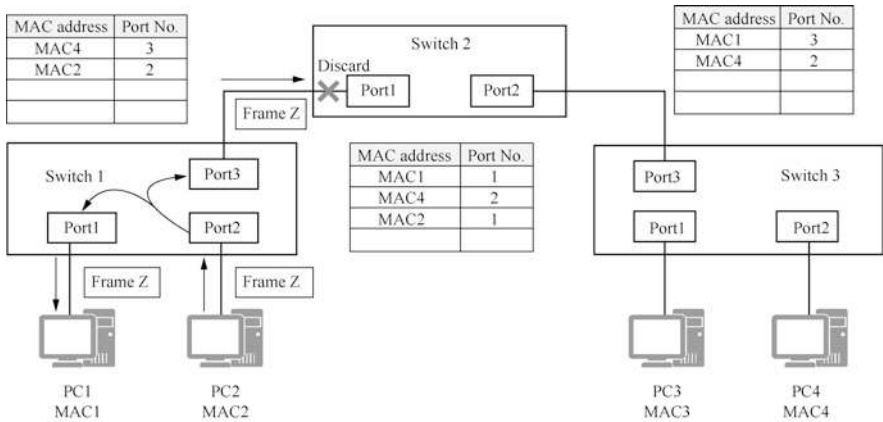 MAC address Port No.
MAC4 3
MAC2 2
Switch 2
Discard
Port1
Port2
Frame Z
MAC address Port No.
MAC1 3
MAC4 2
Switch 1
Port3
Port1
Port2
MAC address Port No.
MAC1 1
MAC4 2
MAC2 1
Port3
Switch 3
Port1
Port2
Frame Z
Frame Z
PC1
MAC1
PC2
MAC2
PC3
MAC3
PC4
MAC4